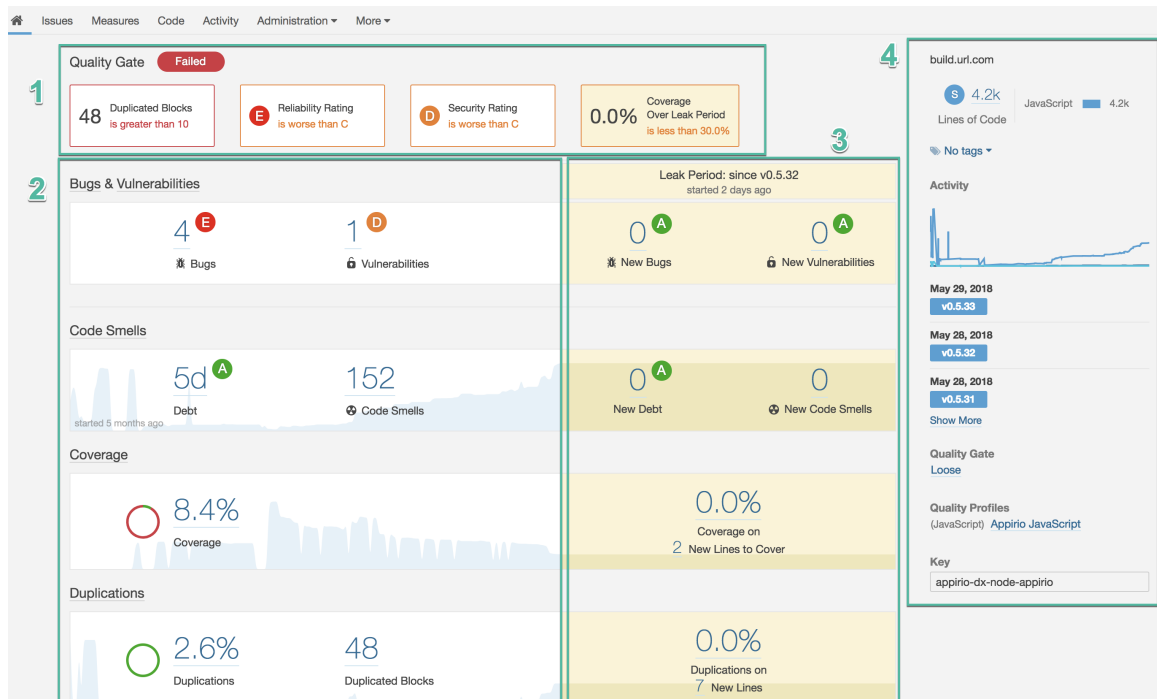 Issues Measures Code Activity Administration More
1
Quality Gate Failed
48 Duplicated Blocks
is greater than 10
E Reliability Rating
is worse than C
D Security Rating
is worse than C
0.0% Coverage
Over Leak Period
is less than 30.0%
2
Bugs & Vulnerabilities
4 E
Bugs
1 D
Vulnerabilities
Code Smells
5d A
Debt
152
Code Smells
started 5 months ago
Coverage
8.4%
Coverage
Duplications
2.6%
Duplications
48
Duplicated Blocks
3
Leak Period: since v0.5.32
started 2 days ago
0 A
New Bugs
0 A
New Vulnerabilities
0 A
New Debt
0
New Code Smells
0.0%
Coverage on
2 New Lines to Cover
0.0%
Duplications on
7 New Lines
4
build.url.com
S 4.2k
Lines of Code
JavaScript 4.2k
No tags
Activity
May 29, 2018
v0.5.33
May 28, 2018
v0.5.32
May 28, 2018
v0.5.31
Show More
Quality Gate
Loose
Quality Profiles
(JavaScript) Appirio JavaScript
Key
appirio-dx-node-appirio